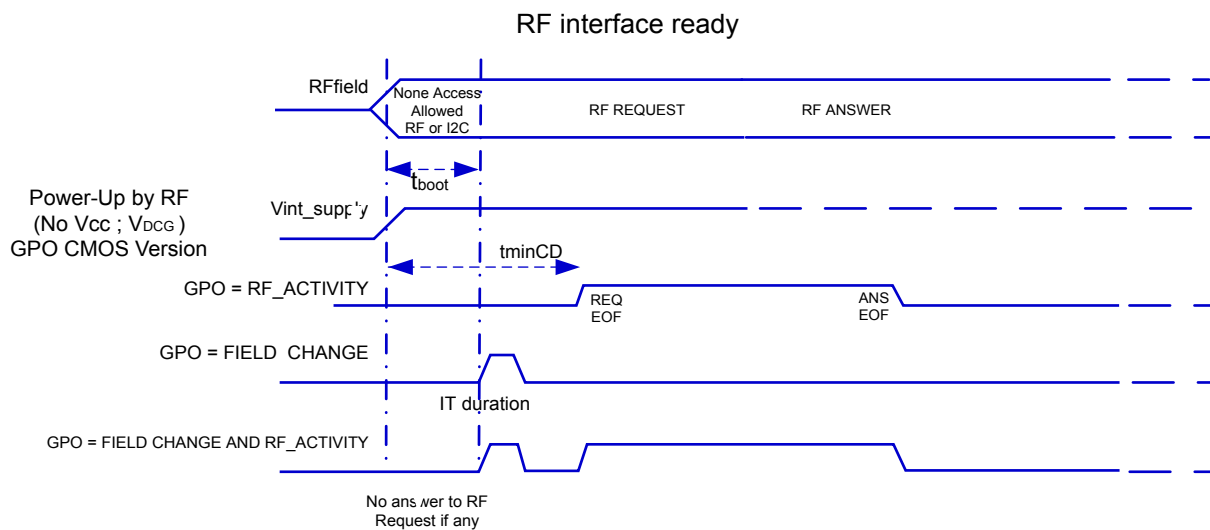 RF interface ready
RFfield
None Access
Allowed
RF or I2C
RF REQUEST
RF ANSWER
tboot
Power-Up by RF
(No Vcc ; VDCG )
GPO CMOS Version
Vint_supply
tminCD
GPO = RF_ACTIVITY
REQ
EOF
ANS
EOF
GPO = FIELD CHANGE
IT duration
GPO = FIELD CHANGE AND RF_ACTIVITY
No answer to RF
Request if any